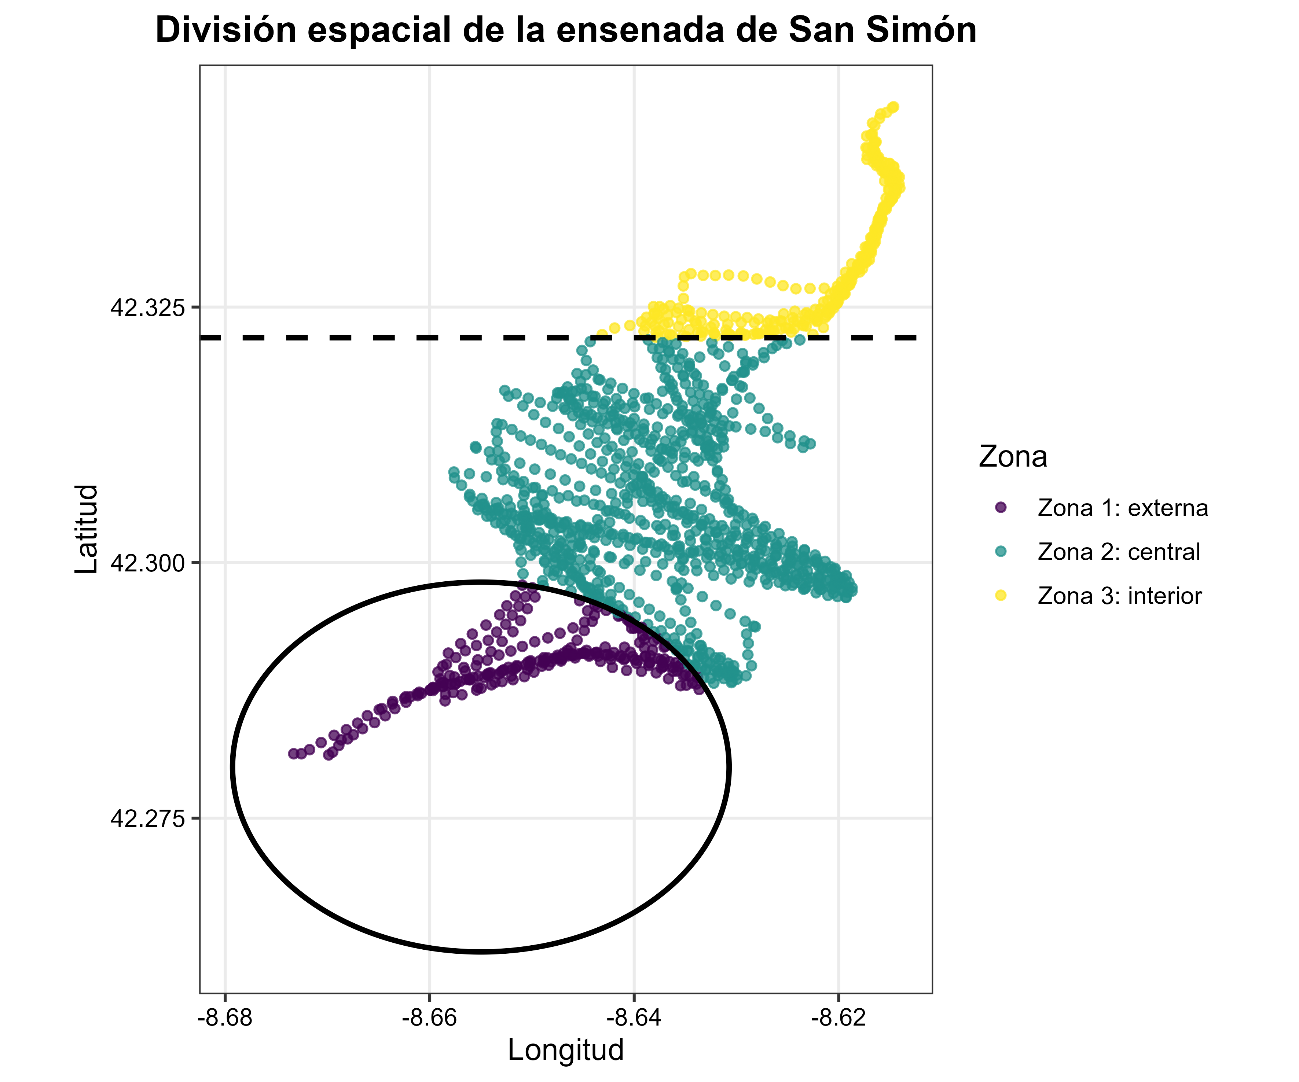 División espacial de la ensenada de San Simón
42.325
42.300
42.275
Latitud
-8.68
-8.66
-8.64
-8.62
Longitud
Zona
Zona 1: externa
Zona 2: central
Zona 3: interior